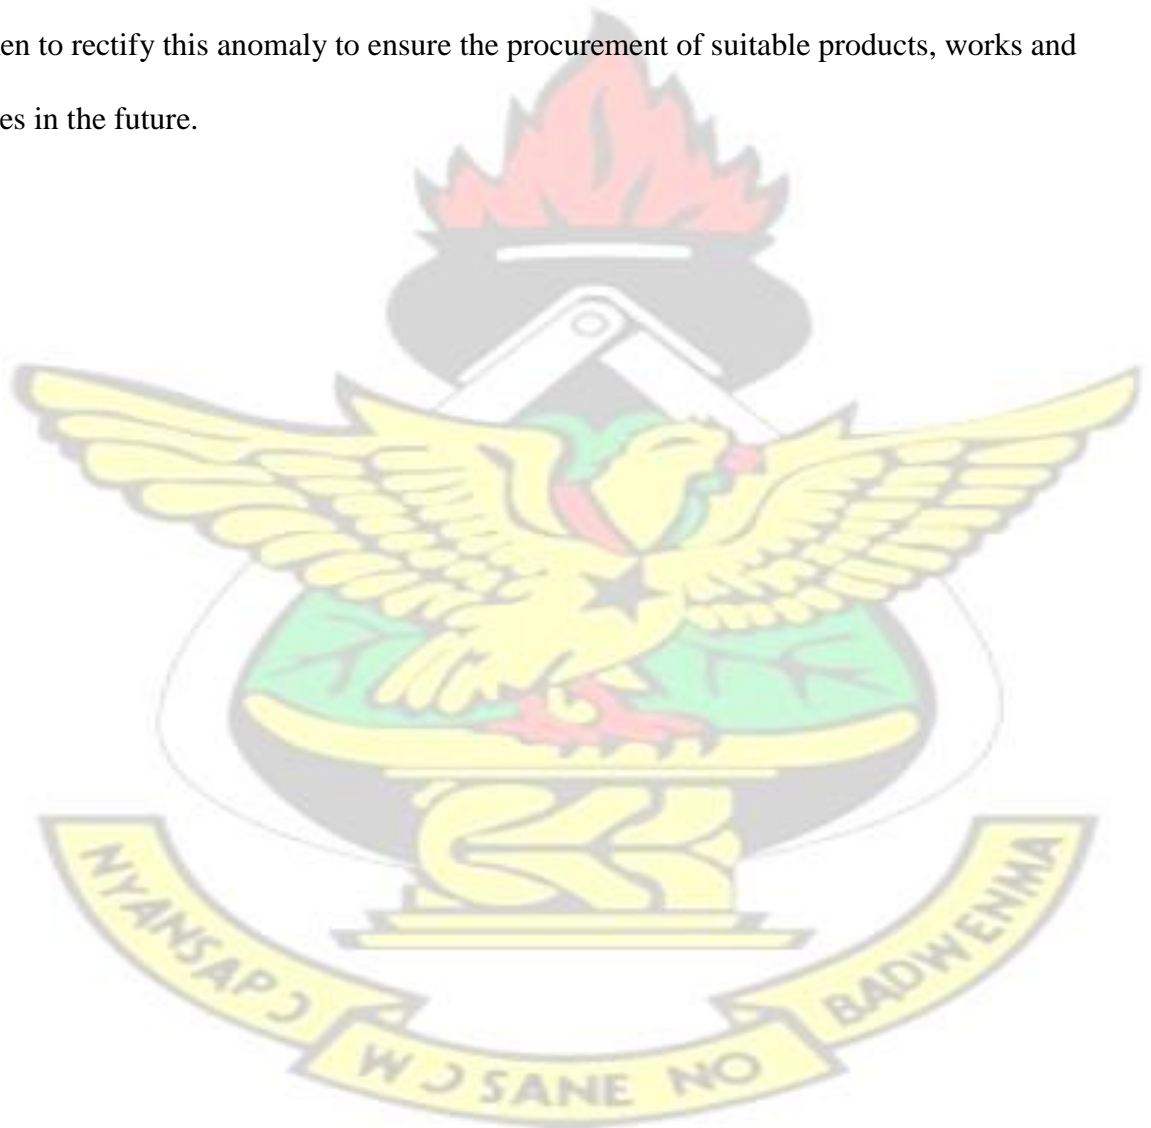 en to rectify this anomaly to ensure the procurement of suitable products, works and
es in the future.
NYANSAPƆ
WƆSANE NO
BADWENMA